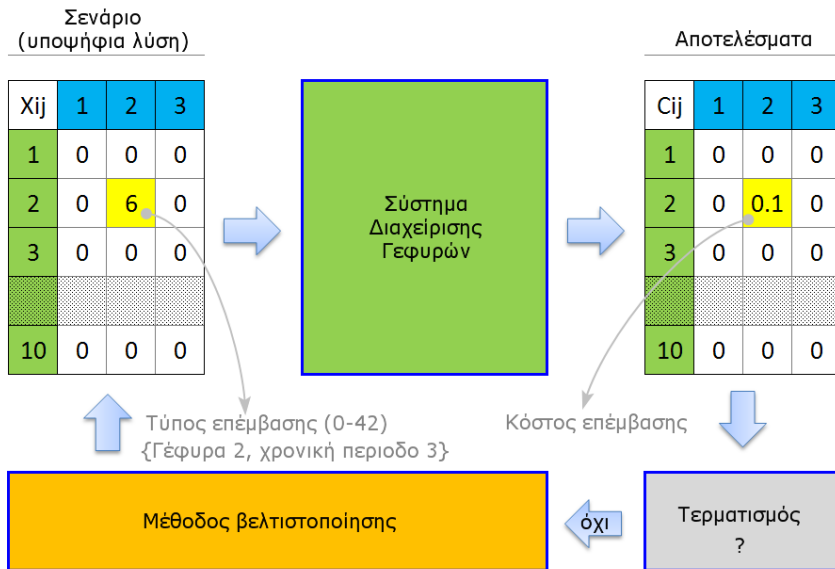 Σενάριο
(υποψήφια λύση)
Αποτελέσματα
Xij 1 2 3
1 0 0 0
2 0 6 0
3 0 0 0
10 0 0 0
Σύστημα
Διαχείρισης
Γεφυρών
Cij 1 2 3
1 0 0 0
2 0 0.1 0
3 0 0 0
10 0 0 0
Τύπος επέμβασης (0-42)
{Γέφυρα 2, χρονική περιοδο 3}
Κόστος επέμβασης
Μέθοδος βελτιστοποίησης
όχι
Τερματισμός
?